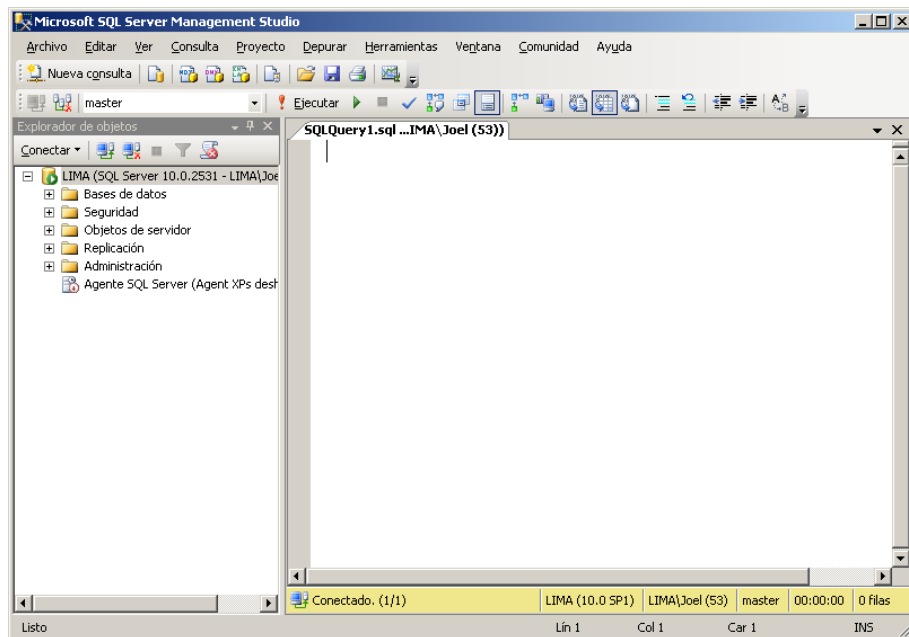 Microsoft SQL Server Management Studio
Archivo Editar Ver Consulta Proyecto Depurar Herramientas Ventana Comunidad Ayuda
Nueva consulta
master Ejecutar
Explorador de objetos
SQLQuery1.sql ...IMA\Joel (53))
Conectar
LIMA (SQL Server 10.0.2531 - LIMA\Joe
Bases de datos
Seguridad
Objetos de servidor
Replicación
Administración
Agente SQL Server (Agent XPs desh
Conectado. (1/1) LIMA (10.0 SP1) LIMA\Joel (53) master 00:00:00 0 filas
Listo Lín 1 Col 1 Car 1 INS